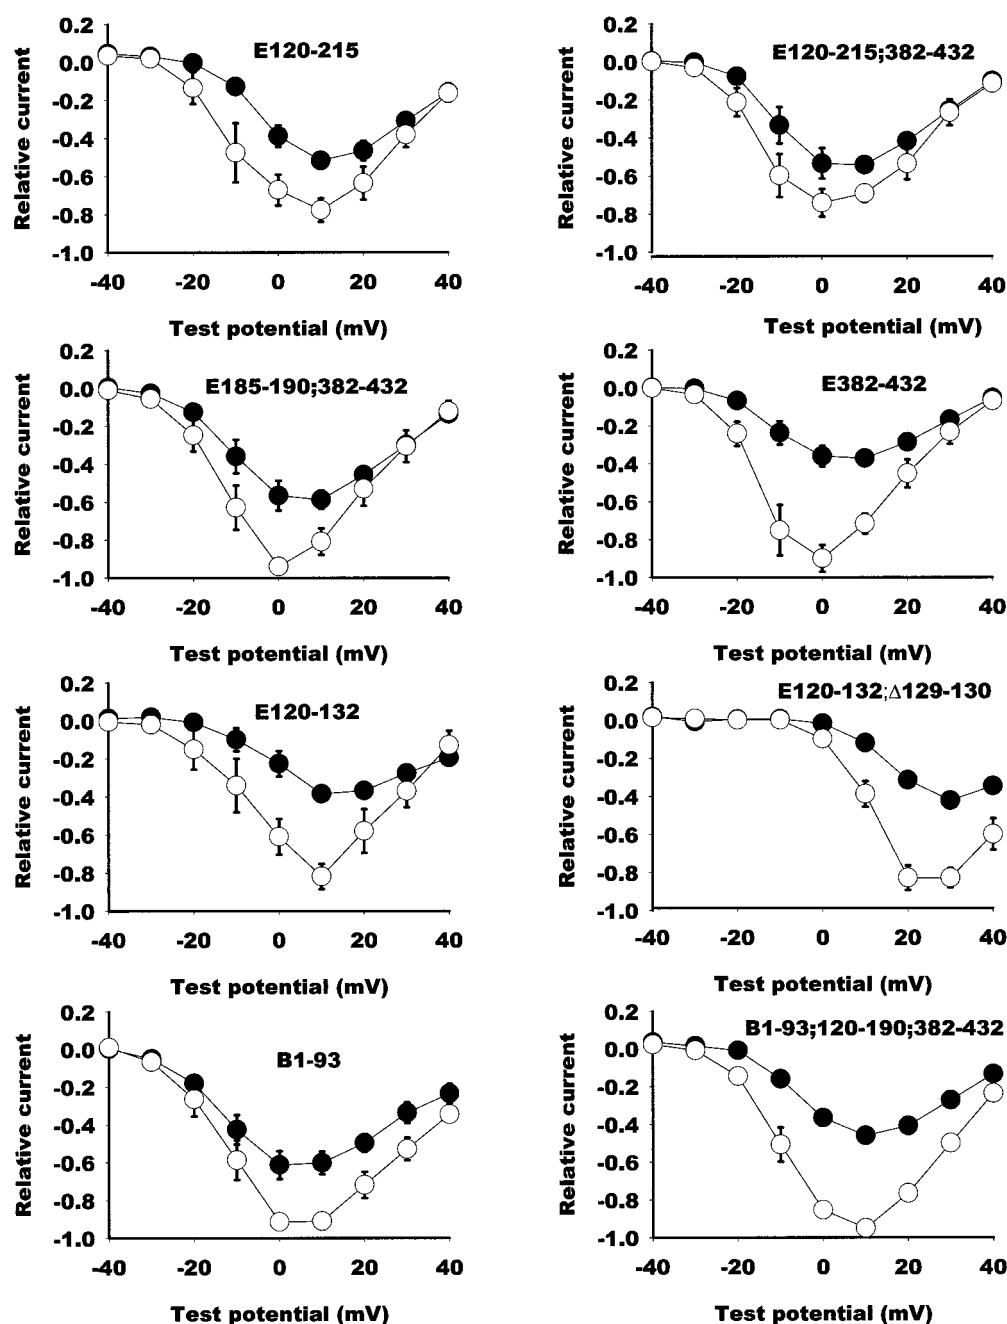 E120-215
Relative current
0.2
0.0
-0.2
-0.4
-0.6
-0.8
-1.0
-40 -20 0 20 40
Test potential (mV)
E120-215;382-432
Relative current
0.2
0.0
-0.2
-0.4
-0.6
-0.8
-1.0
-40 -20 0 20 40
Test potential (mV)
E185-190;382-432
Relative current
0.2
0.0
-0.2
-0.4
-0.6
-0.8
-1.0
-40 -20 0 20 40
Test potential (mV)
E382-432
Relative current
0.2
0.0
-0.2
-0.4
-0.6
-0.8
-1.0
-40 -20 0 20 40
Test potential (mV)
E120-132
Relative current
0.2
0.0
-0.2
-0.4
-0.6
-0.8
-1.0
-40 -20 0 20 40
Test potential (mV)
E120-132;Δ129-130
Relative current
0.2
0.0
-0.2
-0.4
-0.6
-0.8
-1.0
-40 -20 0 20 40
Test potential (mV)
B1-93
Relative current
0.2
0.0
-0.2
-0.4
-0.6
-0.8
-1.0
-40 -20 0 20 40
Test potential (mV)
B1-93;120-190;382-432
Relative current
0.2
0.0
-0.2
-0.4
-0.6
-0.8
-1.0
-40 -20 0 20 40
Test potential (mV)